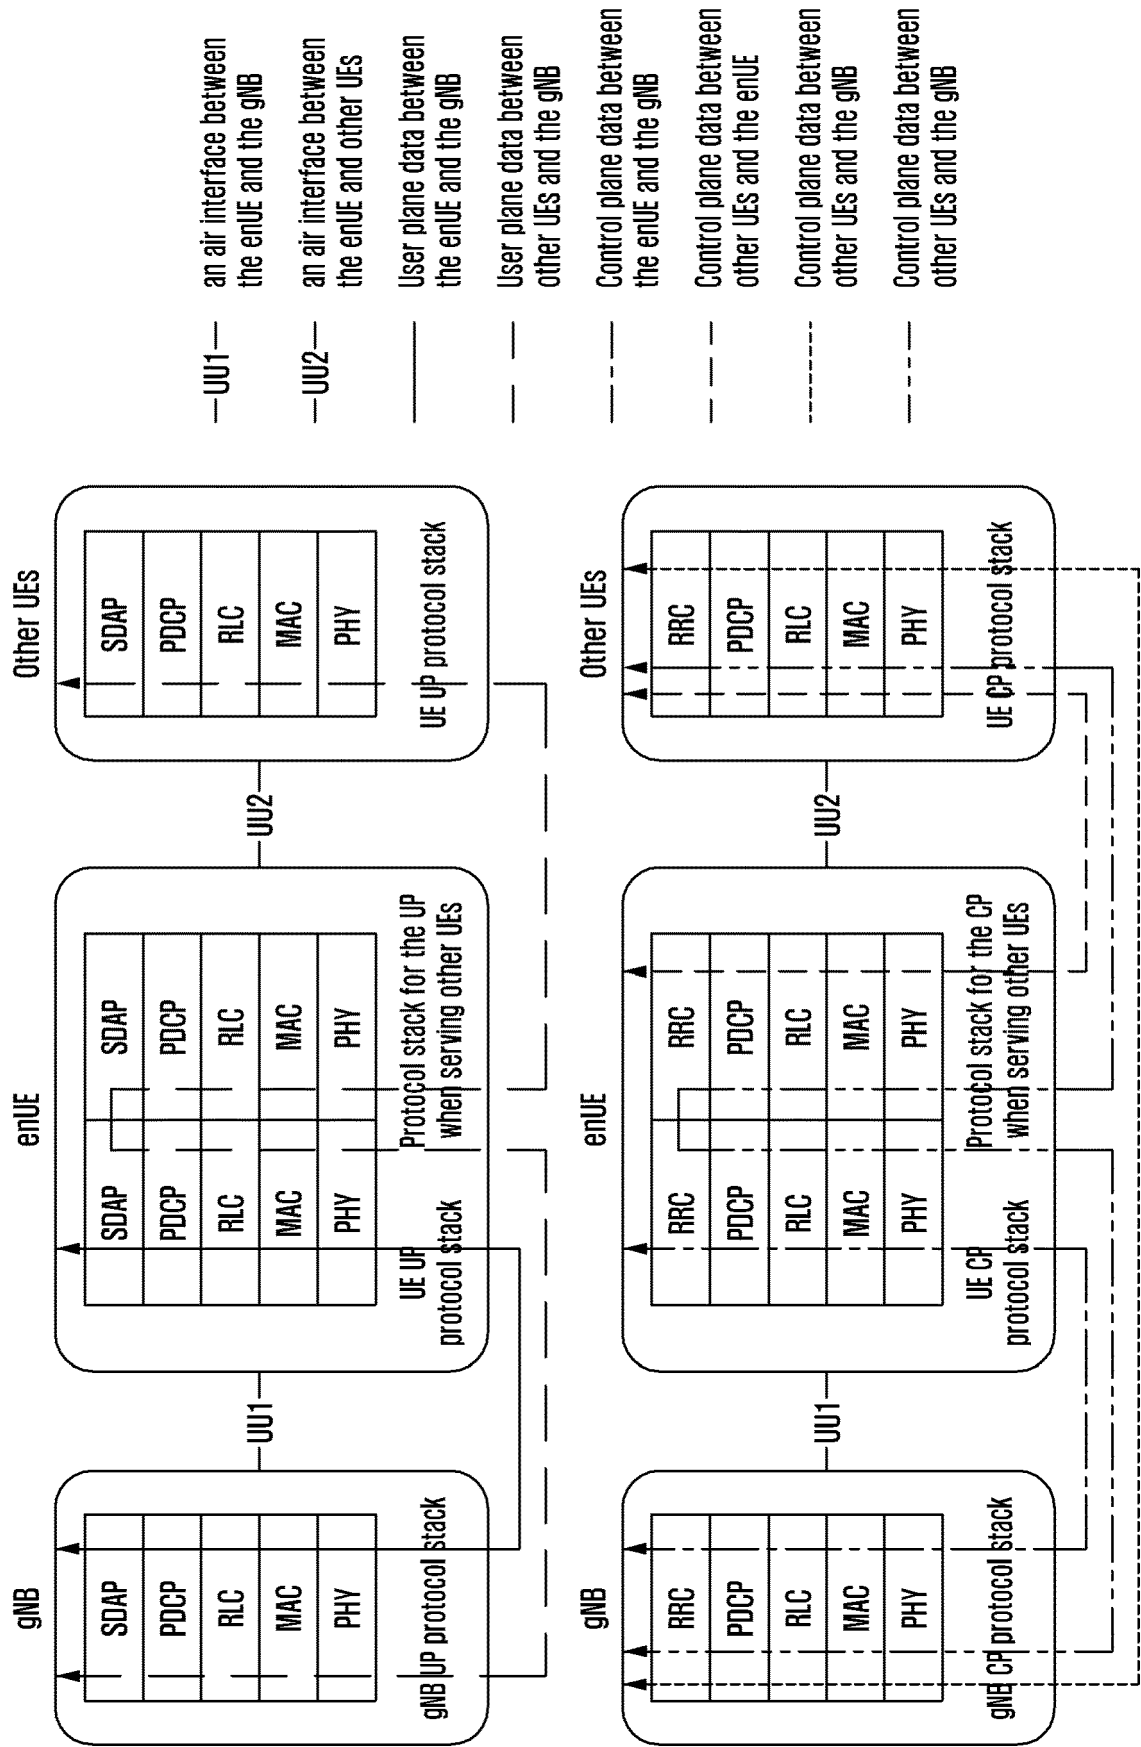 gNB
SDAP
PDCP
RLC
MAC
PHY
gNB UP protocol stack
UU1
enUE
SDAP
PDCP
RLC
MAC
PHY
UE UP
protocol stack
SDAP
PDCP
RLC
MAC
PHY
Protocol stack for the UP
when serving other UEs
UU2
Other UEs
SDAP
PDCP
RLC
MAC
PHY
UE UP protocol stack
gNB
RRC
PDCP
RLC
MAC
PHY
gNB CP protocol stack
UU1
enUE
RRC
PDCP
RLC
MAC
PHY
UE CP
protocol stack
RRC
PDCP
RLC
MAC
PHY
Protocol stack for the CP
when serving other UEs
UU2
Other UEs
RRC
PDCP
RLC
MAC
PHY
UE CP protocol stack
UU1
an air interface between
the enUE and the gNB
UU2
an air interface between
the enUE and other UEs
User plane data between
the enUE and the gNB
User plane data between
other UEs and the gNB
Control plane data between
the enUE and the gNB
Control plane data between
other UEs and the enUE
Control plane data between
other UEs and the gNB
Control plane data between
other UEs and the gNB